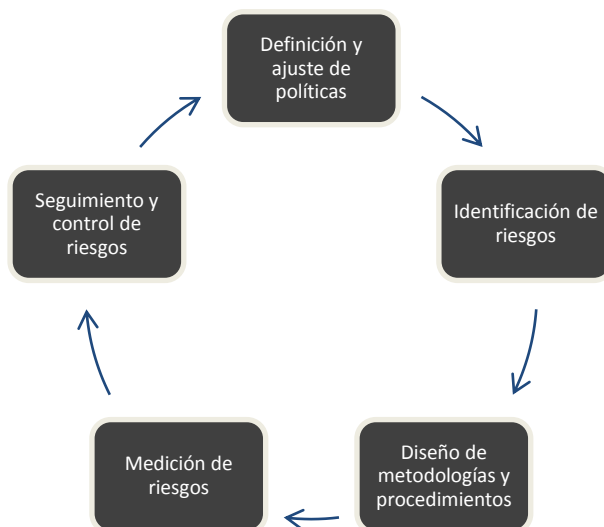 Definición y
ajuste de
políticas
Identificación de
riesgos
Diseño de
metodologías y
procedimientos
Medición de
riesgos
Seguimiento y
control de
riesgos